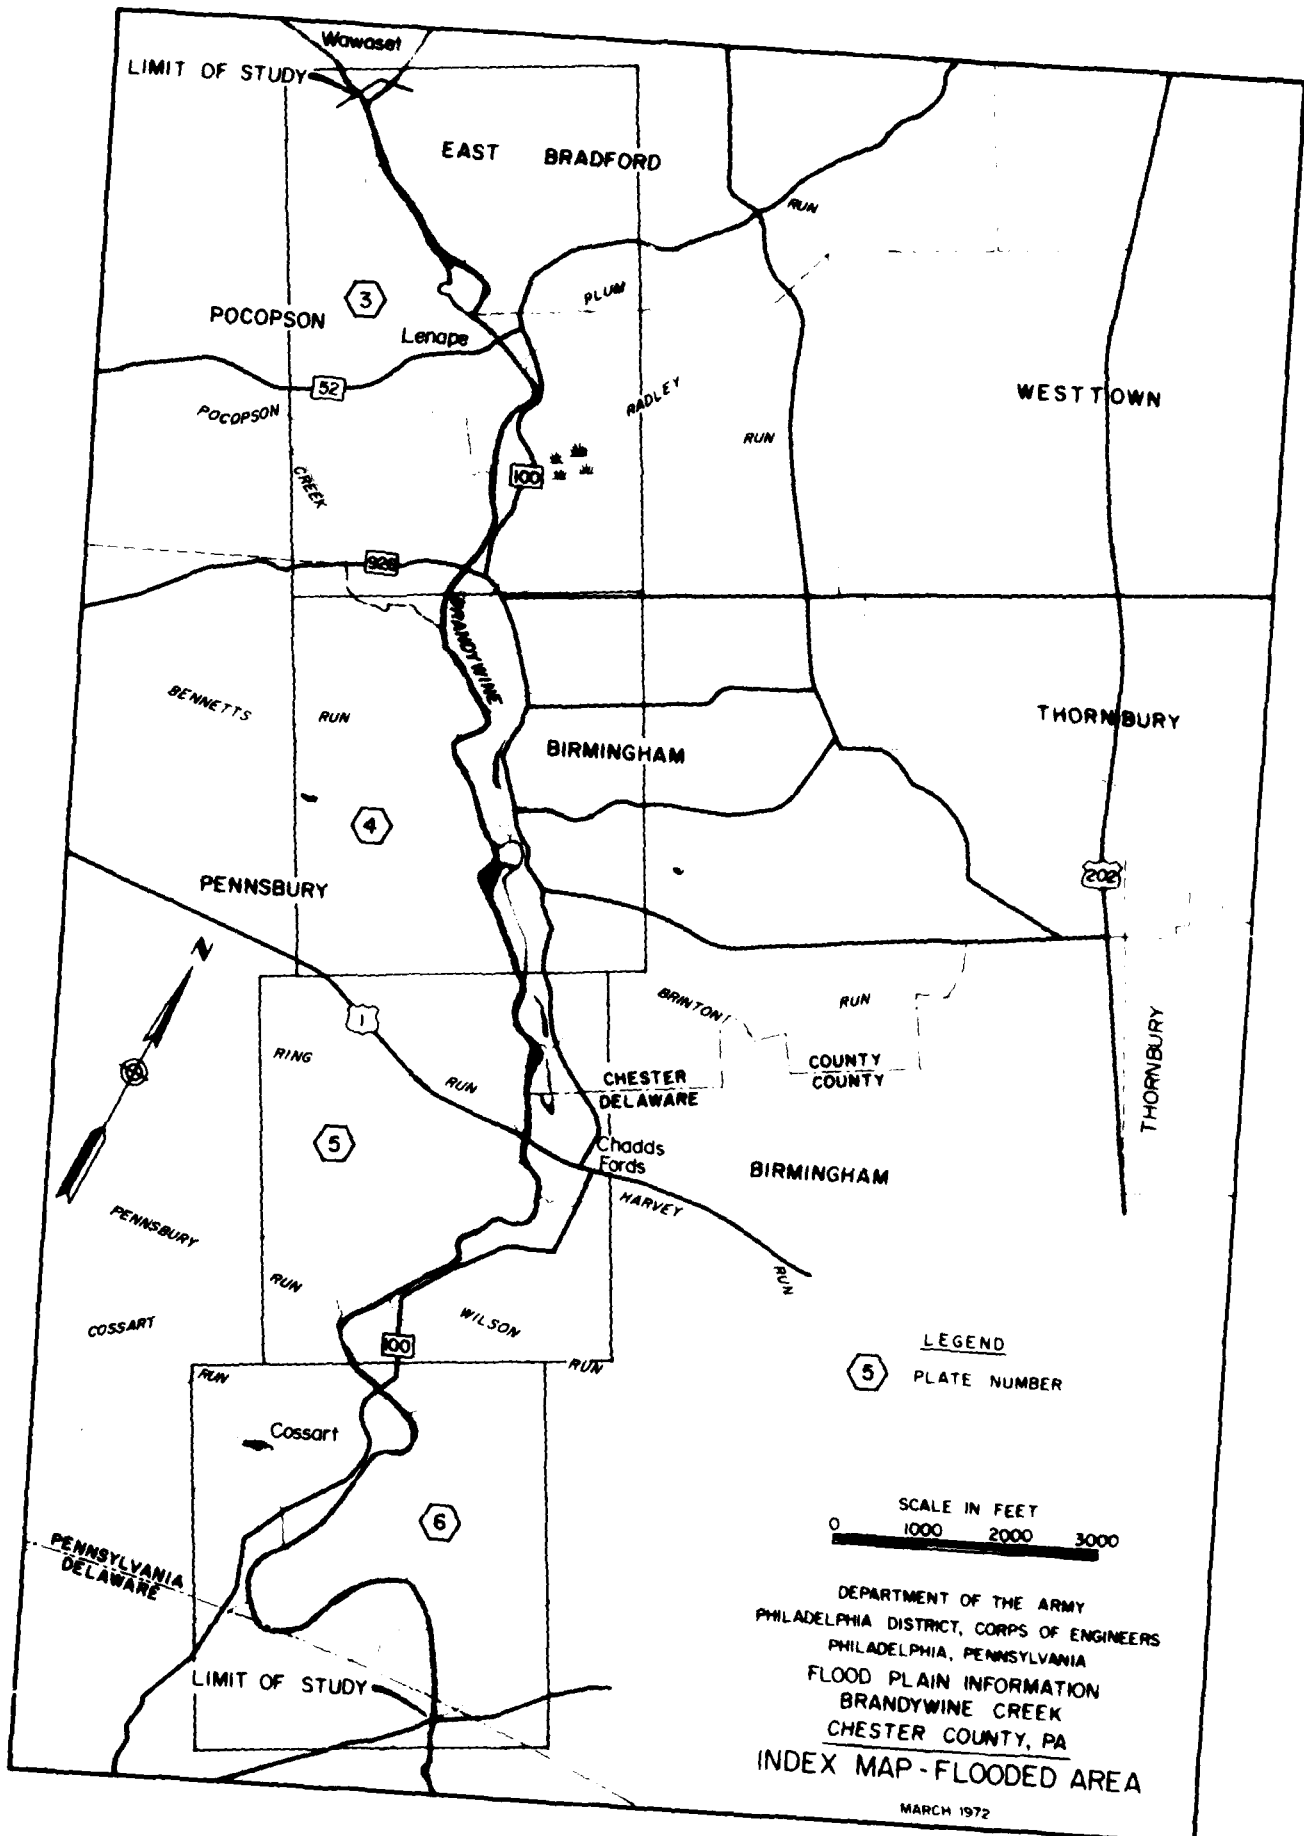 Wawaset
LIMIT OF STUDY
EAST BRADFORD
RUN
PLUM
3
POCOPSON
Lenape
52
RADLEY
WESTTOWN
POCOPSON
RUN
CREEK
100
926
BRANDYWINE
BENNETTS
RUN
THORNBURY
BIRMINGHAM
4
202
PENNSBURY
N
BRINTON
RUN
1
RING
RUN
COUNTY
COUNTY
CHESTER
DELAWARE
THORNBURY
5
Chadds
Fords
BIRMINGHAM
HARVEY
PENNSBURY
RUN
RUN
COSSART
WILSON
100
RUN
RUN
LEGEND
5 PLATE NUMBER
Cossart
6
SCALE IN FEET
0 1000 2000 3000
PENNSYLVANIA
DELAWARE
LIMIT OF STUDY
DEPARTMENT OF THE ARMY
PHILADELPHIA DISTRICT, CORPS OF ENGINEERS
PHILADELPHIA, PENNSYLVANIA
FLOOD PLAIN INFORMATION
BRANDYWINE CREEK
CHESTER COUNTY, PA
INDEX MAP - FLOODED AREA
MARCH 1972